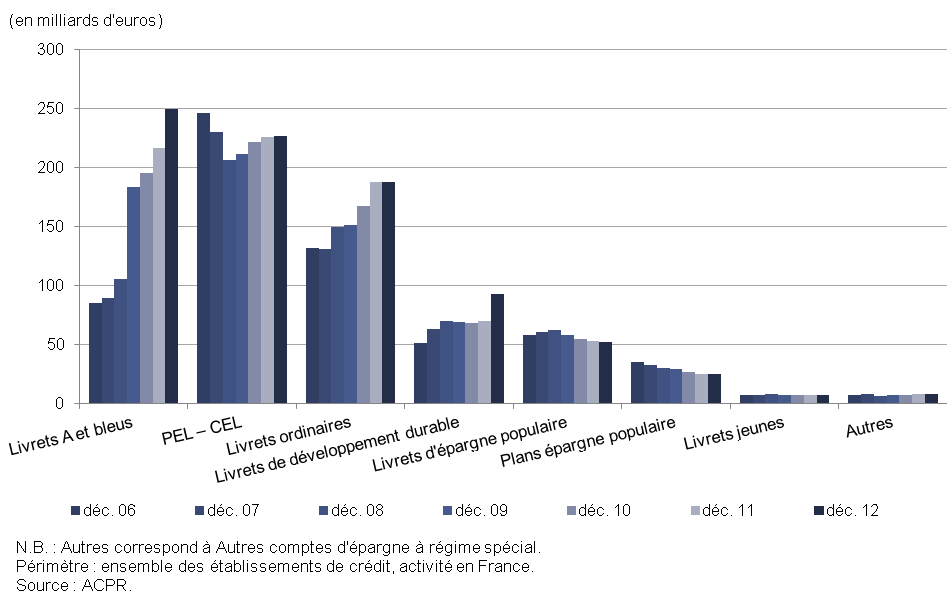 (en milliards d'euros)
300
250
200
150
100
50
0
Livrets A et bleus
PEL – CEL
Livrets ordinaires
Livrets de développement durable
Livrets d'épargne populaire
Plans épargne populaire
Livrets jeunes
Autres
déc. 06 déc. 07 déc. 08 déc. 09 déc. 10 déc. 11 déc. 12
N.B. : Autres correspond à Autres comptes d'épargne à régime spécial.
Périmètre : ensemble des établissements de crédit, activité en France.
Source : ACPR.